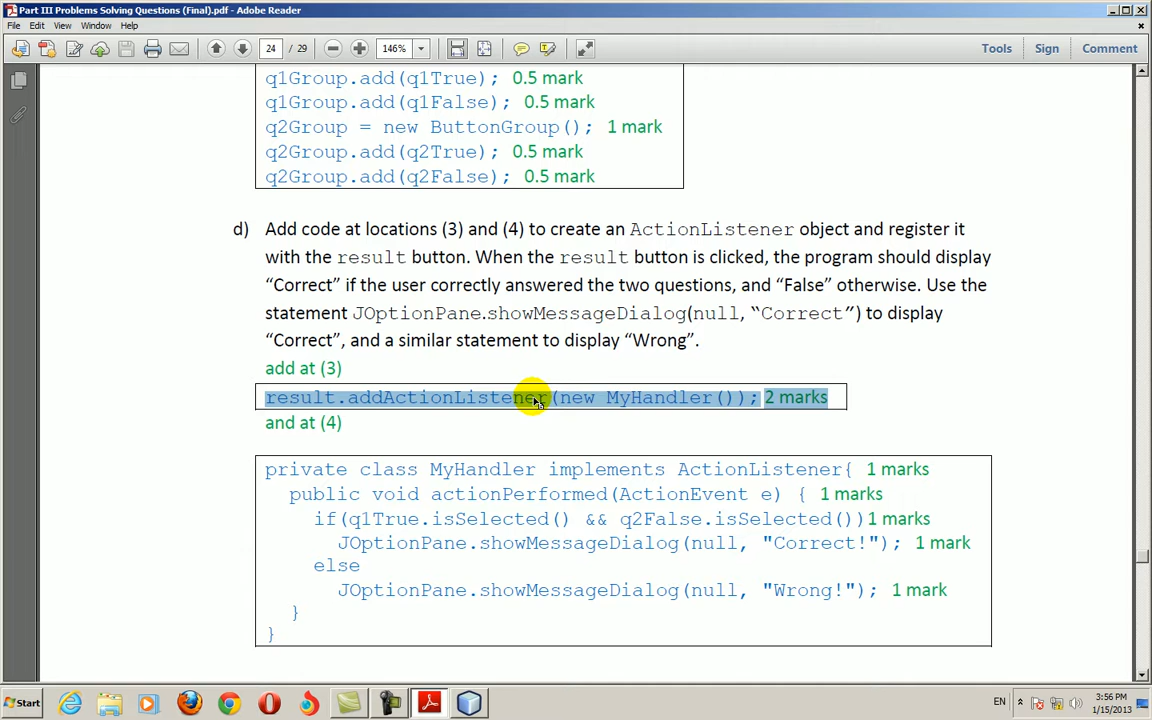 Part III Problems Solving Questions (Final).pdf - Adobe Reader
File Edit View Window Help
24 / 29 146% Tools Sign Comment
q1Group.add(q1True); 0.5 mark
q1Group.add(q1False); 0.5 mark
q2Group = new ButtonGroup(); 1 mark
q2Group.add(q2True); 0.5 mark
q2Group.add(q2False); 0.5 mark
d) Add code at locations (3) and (4) to create an ActionListener object and register it
with the result button. When the result button is clicked, the program should display
“Correct” if the user correctly answered the two questions, and “False” otherwise. Use the
statement JOptionPane.showMessageDialog(null, “Correct”) to display
“Correct”, and a similar statement to display “Wrong”.
add at (3)
result.addActionListener(new MyHandler()); 2 marks
and at (4)
private class MyHandler implements ActionListener{ 1 marks
public void actionPerformed(ActionEvent e) { 1 marks
if(q1True.isSelected() && q2False.isSelected())1 marks
JOptionPane.showMessageDialog(null, "Correct!"); 1 mark
else
JOptionPane.showMessageDialog(null, "Wrong!"); 1 mark
}
}
Start EN 3:56 PM
1/15/2013